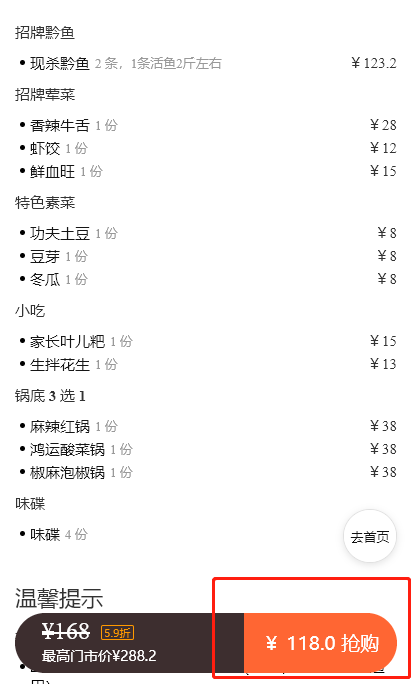 招牌黔鱼
• 现杀黔鱼 2 条，1条活鱼2斤左右 ￥123.2
招牌荤菜
• 香辣牛舌 1 份 ￥28
• 虾饺 1 份 ￥12
• 鲜血旺 1 份 ￥15
特色素菜
• 功夫土豆 1 份 ￥8
• 豆芽 1 份 ￥8
• 冬瓜 1 份 ￥8
小吃
• 家长叶儿粑 1 份 ￥15
• 生拌花生 1 份 ￥13
锅底 3 选 1
• 麻辣红锅 1 份 ￥38
• 鸿运酸菜锅 1 份 ￥38
• 椒麻泡椒锅 1 份 ￥38
味碟
• 味碟 4 份
去首页
温馨提示
¥168 5.9折
最高门市价¥288.2
￥ 118.0 抢购